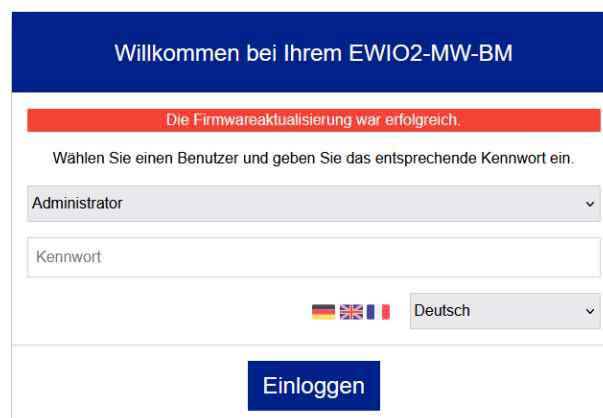 Willkommen bei Ihrem EWIO2-MW-BM
Die Firmwareaktualisierung war erfolgreich.
Wählen Sie einen Benutzer und geben Sie das entsprechende Kennwort ein.
Administrator
Kennwort
Deutsch
Einloggen